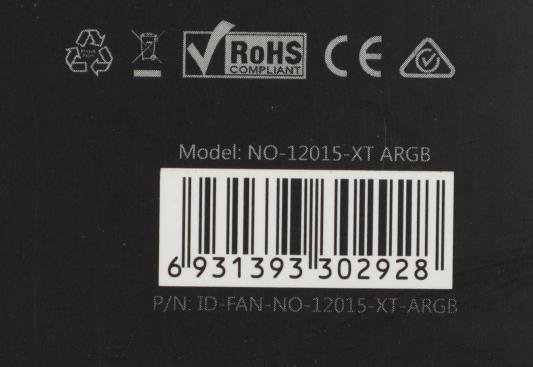 RoHS
COMPLIANT
CE
Model: NO-12015-XT ARGB
6 931393 302928
P/N: ID-FAN-NO-12015-XT-ARGB